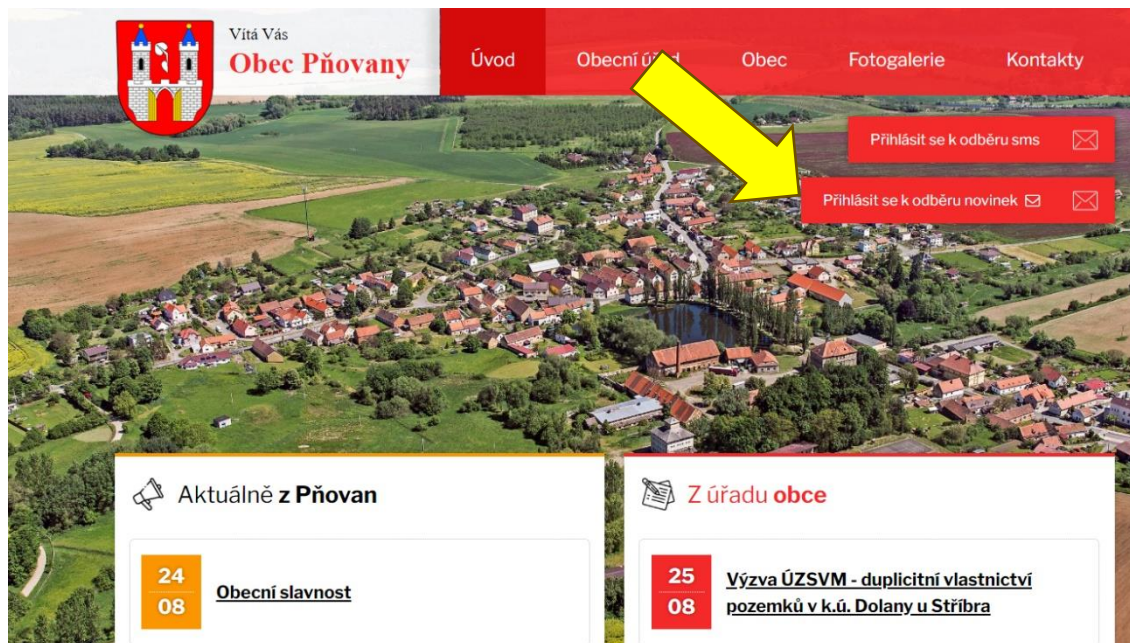 Vítá Vás
Obec Pňovany
Úvod
Obecní úřad
Obec
Fotogalerie
Kontakty
Přihlásit se k odběru sms
Přihlásit se k odběru novinek
Aktuálně z Pňovan
24
08
Obecní slavnost
Z úřadu obce
25
08
Výzva ÚZSVM - duplicitní vlastnictví
pozemků v k.ú. Dolany u Stříbra